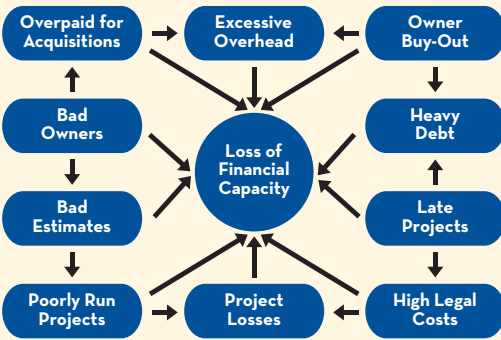 Overpaid for
Acquisitions
Excessive
Overhead
Owner
Buy-Out
Bad
Owners
Heavy
Debt
Loss of
Financial
Capacity
Bad
Estimates
Late
Projects
Poorly Run
Projects
Project
Losses
High Legal
Costs